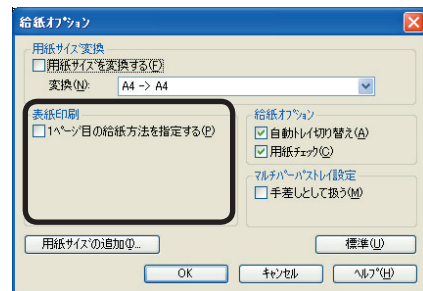 給紙オプション
用紙サイズ変換
用紙サイズを変換する(F)
変換(N): A4 -> A4
表紙印刷
1ページ目の給紙方法を指定する(P)
給紙オプション
自動トレイ切り替え(A)
用紙チェック(C)
マルチパーパストレイ設定
手差しとして扱う(M)
用紙サイズの追加(I)...
標準(U)
OK
キャンセル
ヘルプ(H)